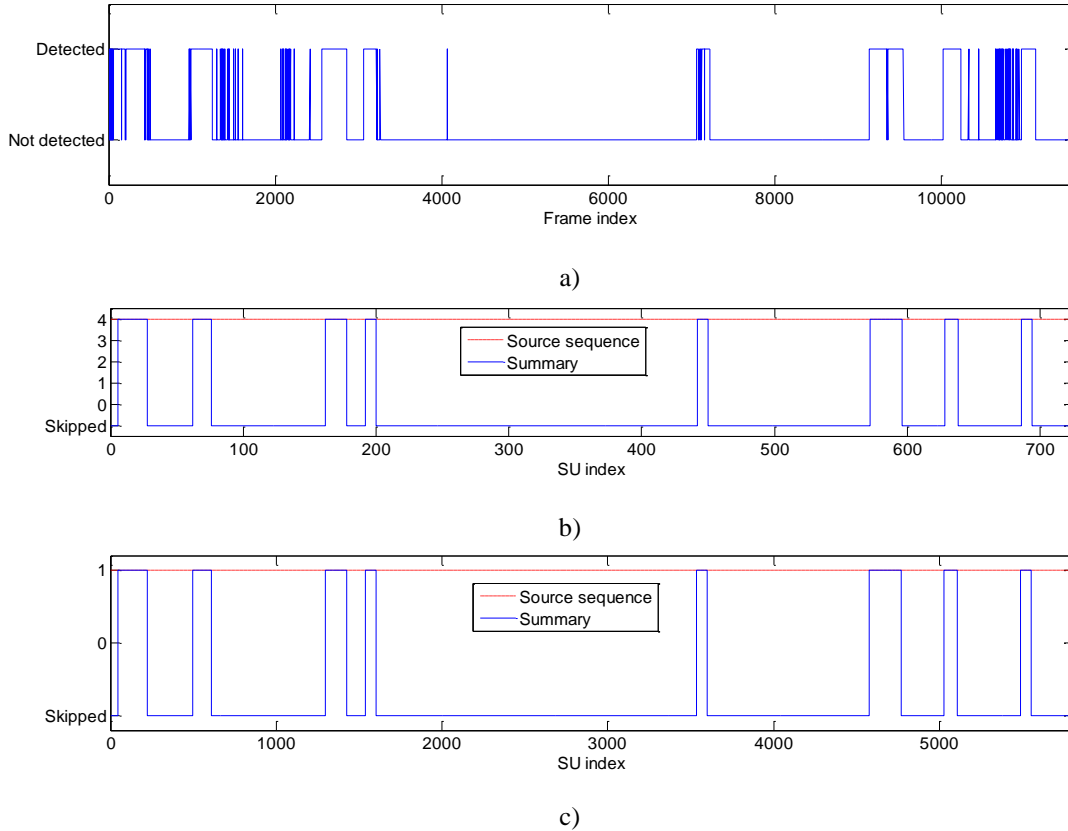 Detected
Not detected
0 2000 4000 6000 8000 10000
Frame index
a)
4
3
2
1
0
Skipped
Source sequence
Summary
0 100 200 300 400 500 600 700
SU index
b)
1
0
Skipped
Source sequence
Summary
0 1000 2000 3000 4000 5000
SU index
c)